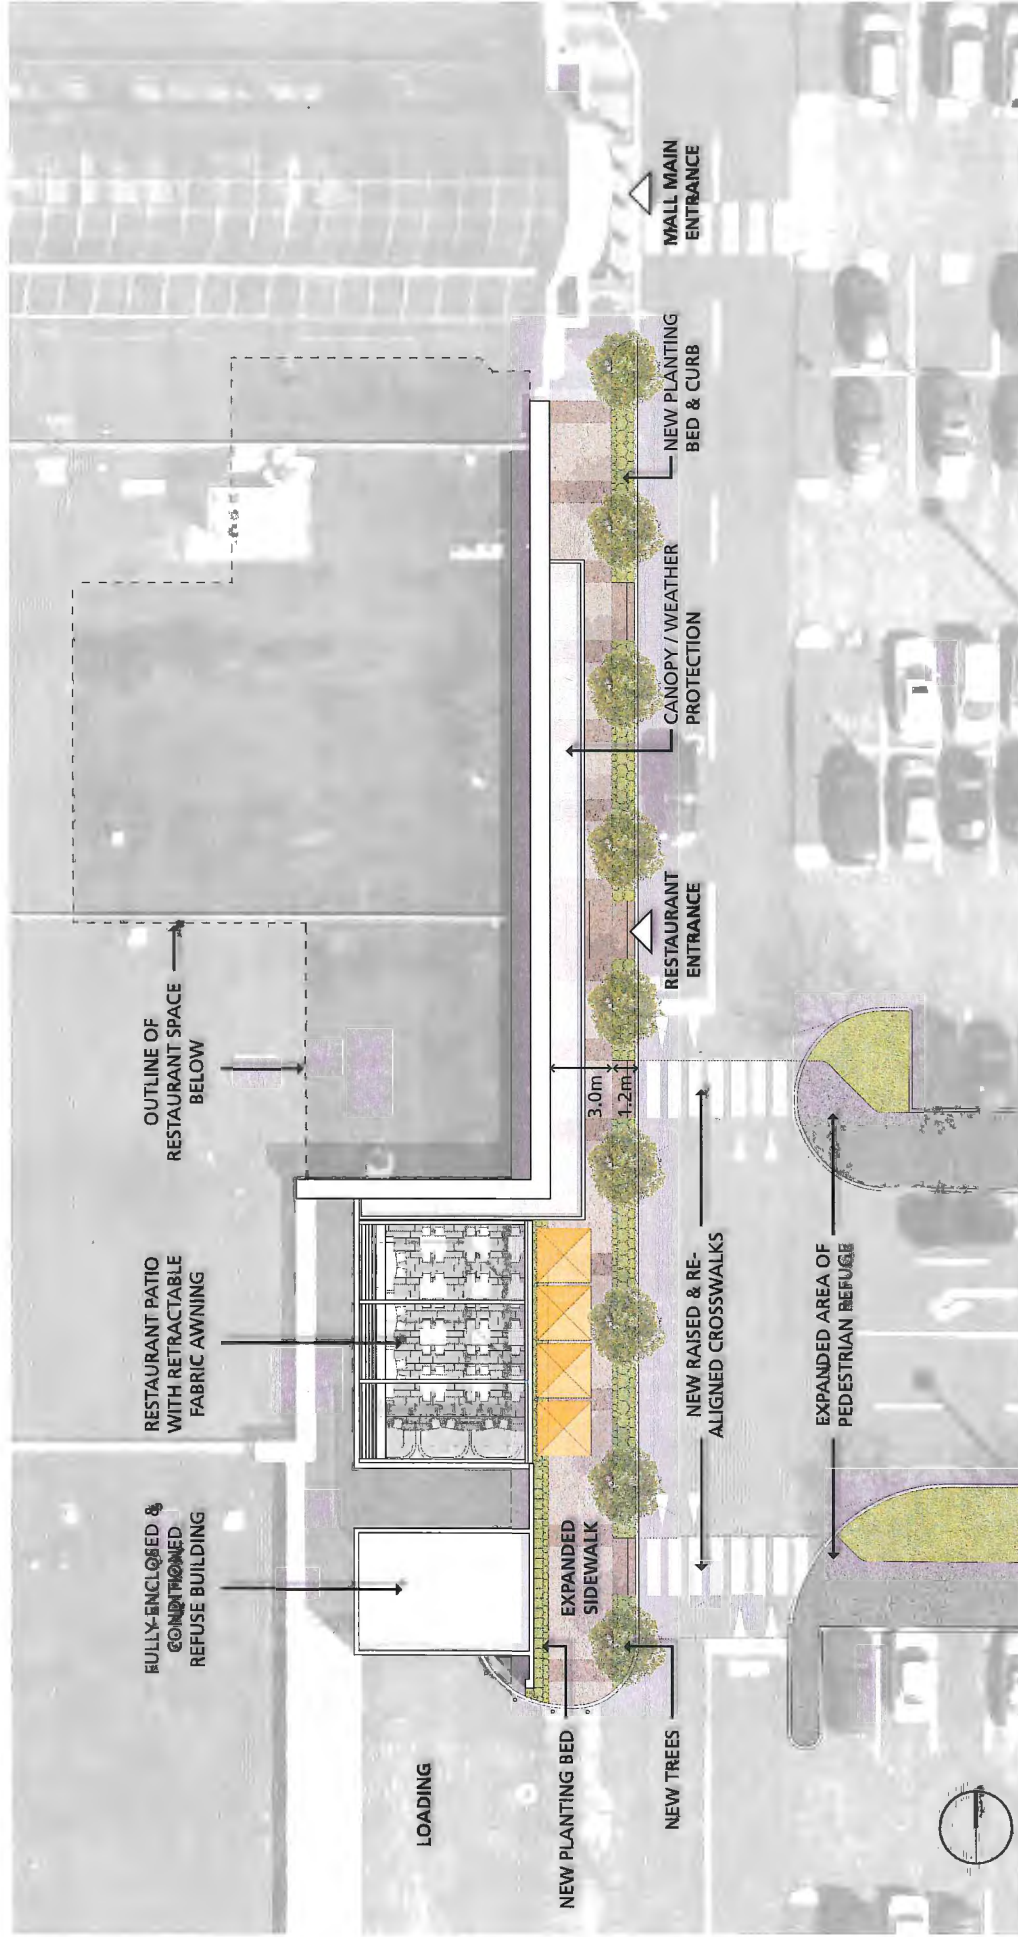 FULLY-ENCLOSED &
CONDITIONED
REFUSE BUILDING
RESTAURANT PATIO
WITH RETRACTABLE
FABRIC AWNING
OUTLINE OF
RESTAURANT SPACE
BELOW
LOADING
NEW PLANTING BED
EXPANDED
SIDEWALK
3.0m
1.2m
NEW TREES
RESTAURANT
ENTRANCE
CANOPY / WEATHER
PROTECTION
NEW PLANTING
BED & CURB
MALL MAIN
ENTRANCE
NEW RAISED & RE-
ALIGNED CROSSWALKS
EXPANDED AREA OF
PEDESTRIAN REFUGE